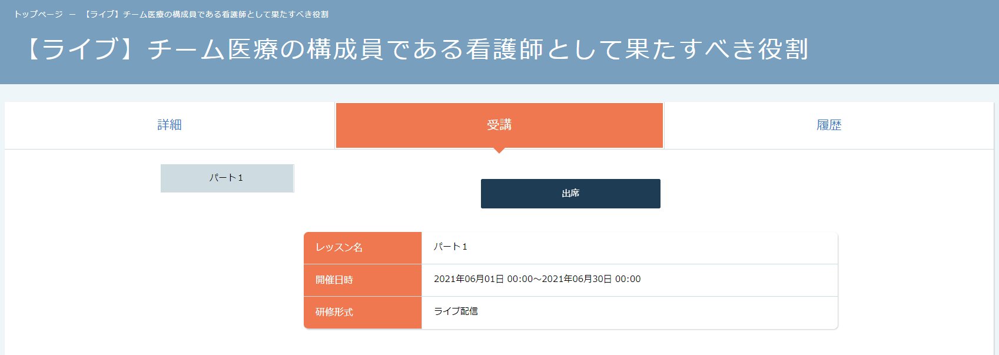 トップページ － 【ライブ】チーム医療の構成員である看護師として果たすべき役割
【ライブ】チーム医療の構成員である看護師として果たすべき役割
詳細
受講
履歴
パート１
出席
レッスン名
パート１
開催日時
2021年06月01日 00:00～2021年06月30日 00:00
研修形式
ライブ配信